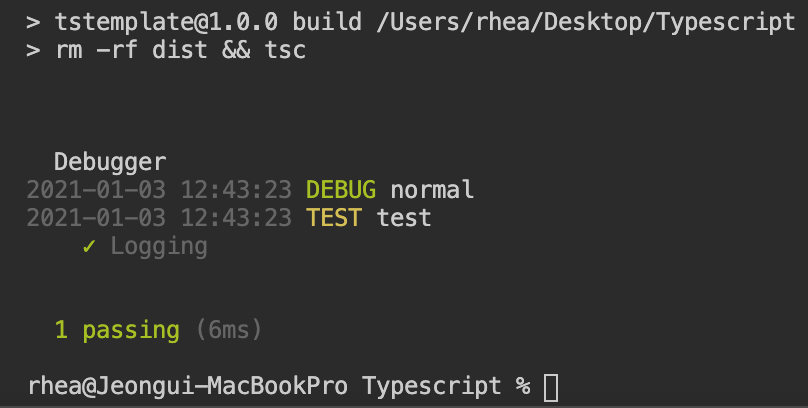 > tstemplate@1.0.0 build /Users/rhea/Desktop/Typescript
> rm -rf dist && tsc
Debugger
2021-01-03 12:43:23 DEBUG normal
2021-01-03 12:43:23 TEST test
✓ Logging
1 passing (6ms)
rhea@Jeongui-MacBookPro Typescript %